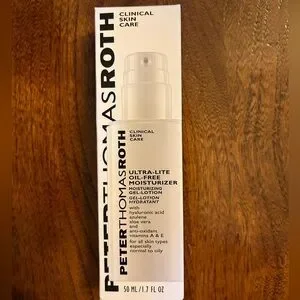 CLINICAL
SKIN
CARE
PETERTHOMASROTH
CLINICAL
SKIN
CARE
PETERTHOMASROTH
ULTRA-LITE
OIL-FREE
MOISTURIZER
MOISTURIZING
GEL-LOTION
GEL-LOTION
HYDRATANT
with
hyaluronic acid
azulene
aloe vera
and
anti-oxidant
vitamins A & E
for all skin types
especially
normal to oily
50 ML/1.7 FL OZ